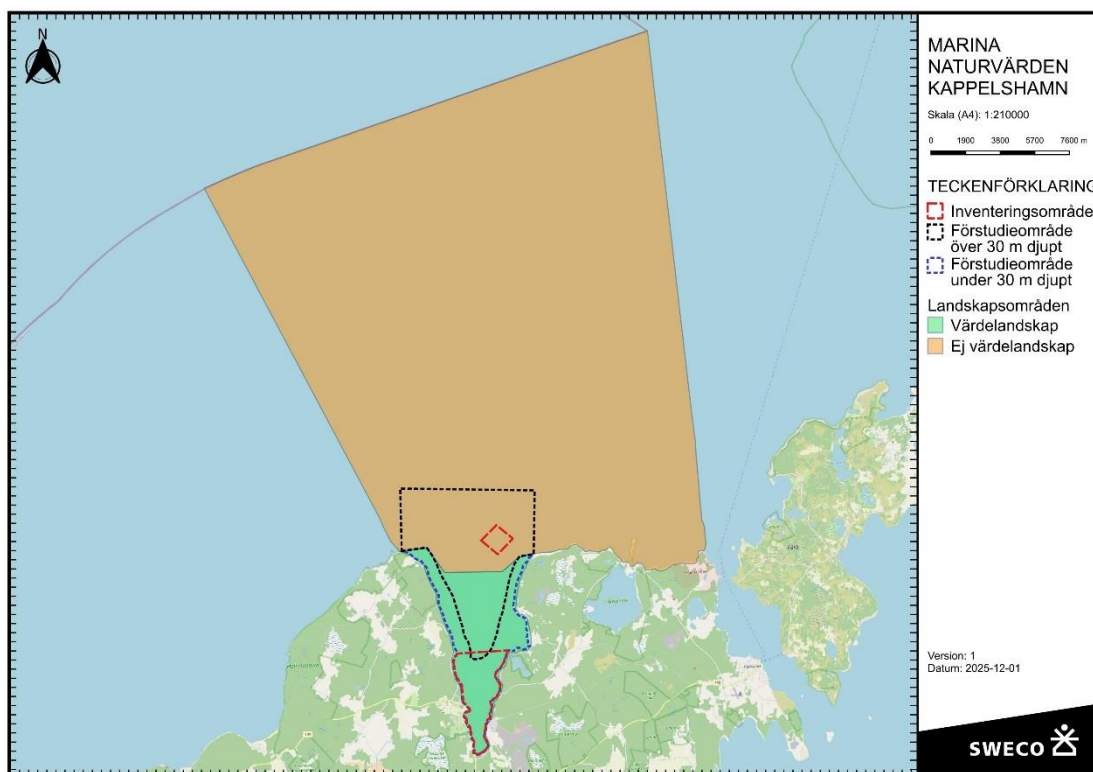 N
MARINA
NATURVÄRDEN
KAPPELSHAMN
Skala (A4): 1:210000
0 1900 3800 5700 7600 m
TECKENFÖRKLARING
Inventeringsområde
Förstudieområde
över 30 m djupt
Förstudieområde
under 30 m djupt
Landskapsområden
Värdelandskap
Ej värdelandskap
Version: 1
Datum: 2025-12-01
SWECO